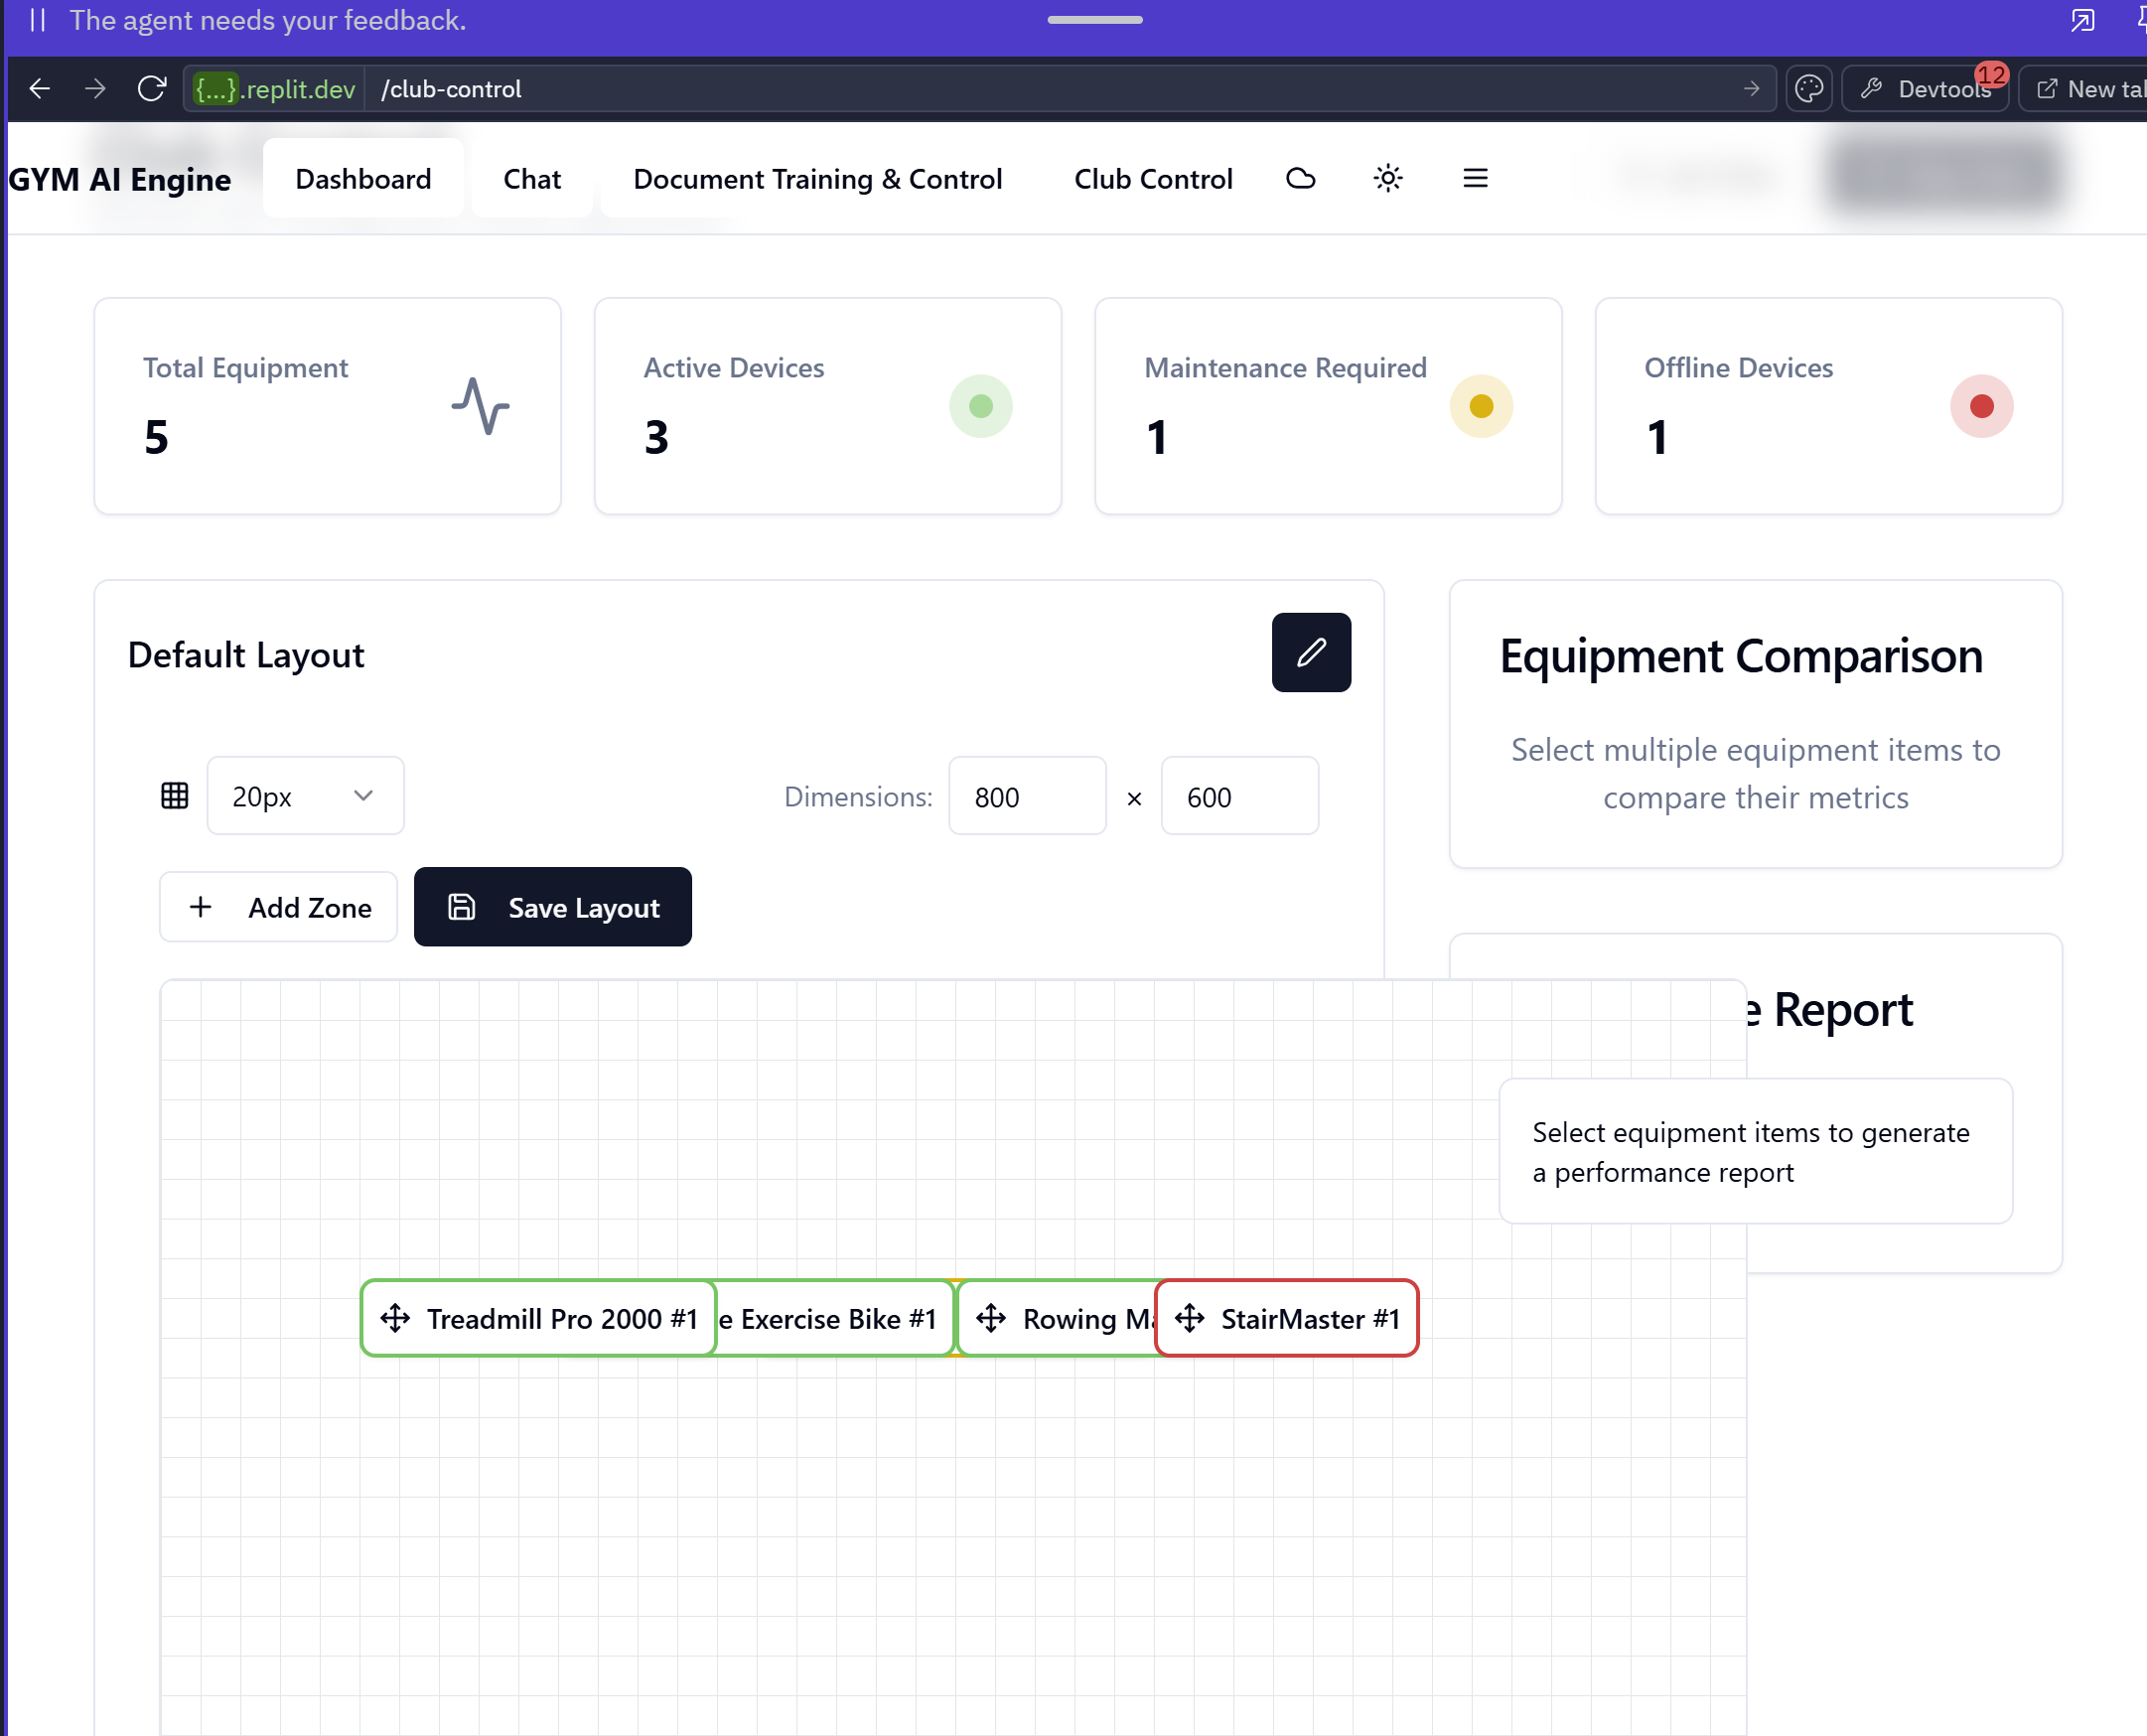 The agent needs your feedback.
{...}.replit.dev /club-control
Devtools
12
New tal
GYM AI Engine
Dashboard
Chat
Document Training & Control
Club Control
Total Equipment
5
Active Devices
3
Maintenance Required
1
Offline Devices
1
Default Layout
20px
Dimensions: 800 × 600
Add Zone
Save Layout
Equipment Comparison
Select multiple equipment items to
compare their metrics
e Report
Select equipment items to generate
a performance report
Treadmill Pro 2000 #1
e Exercise Bike #1
Rowing Ma
StairMaster #1